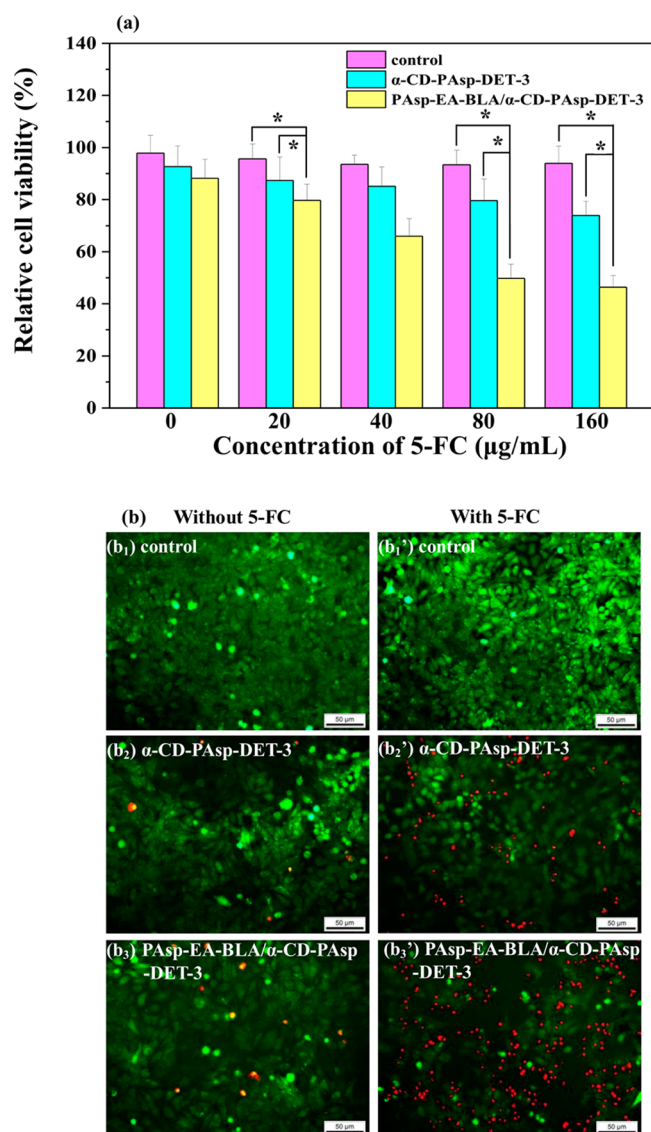 (a)
140
120
100
80
60
40
20
0
Relative cell viability (%)
control
α-CD-PAsp-DET-3
PAsp-EA-BLA/α-CD-PAsp-DET-3
* * * *
* *
0 20 40 80 160
Concentration of 5-FC (μg/mL)
(b) Without 5-FC With 5-FC
(b₁) control
(b₁') control
50 μm
50 μm
(b₂) α-CD-PAsp-DET-3
(b₂') α-CD-PAsp-DET-3
50 μm
50 μm
(b₃) PAsp-EA-BLA/α-CD-PAsp
-DET-3
(b₃') PAsp-EA-BLA/α-CD-PAsp
-DET-3
50 μm
50 μm